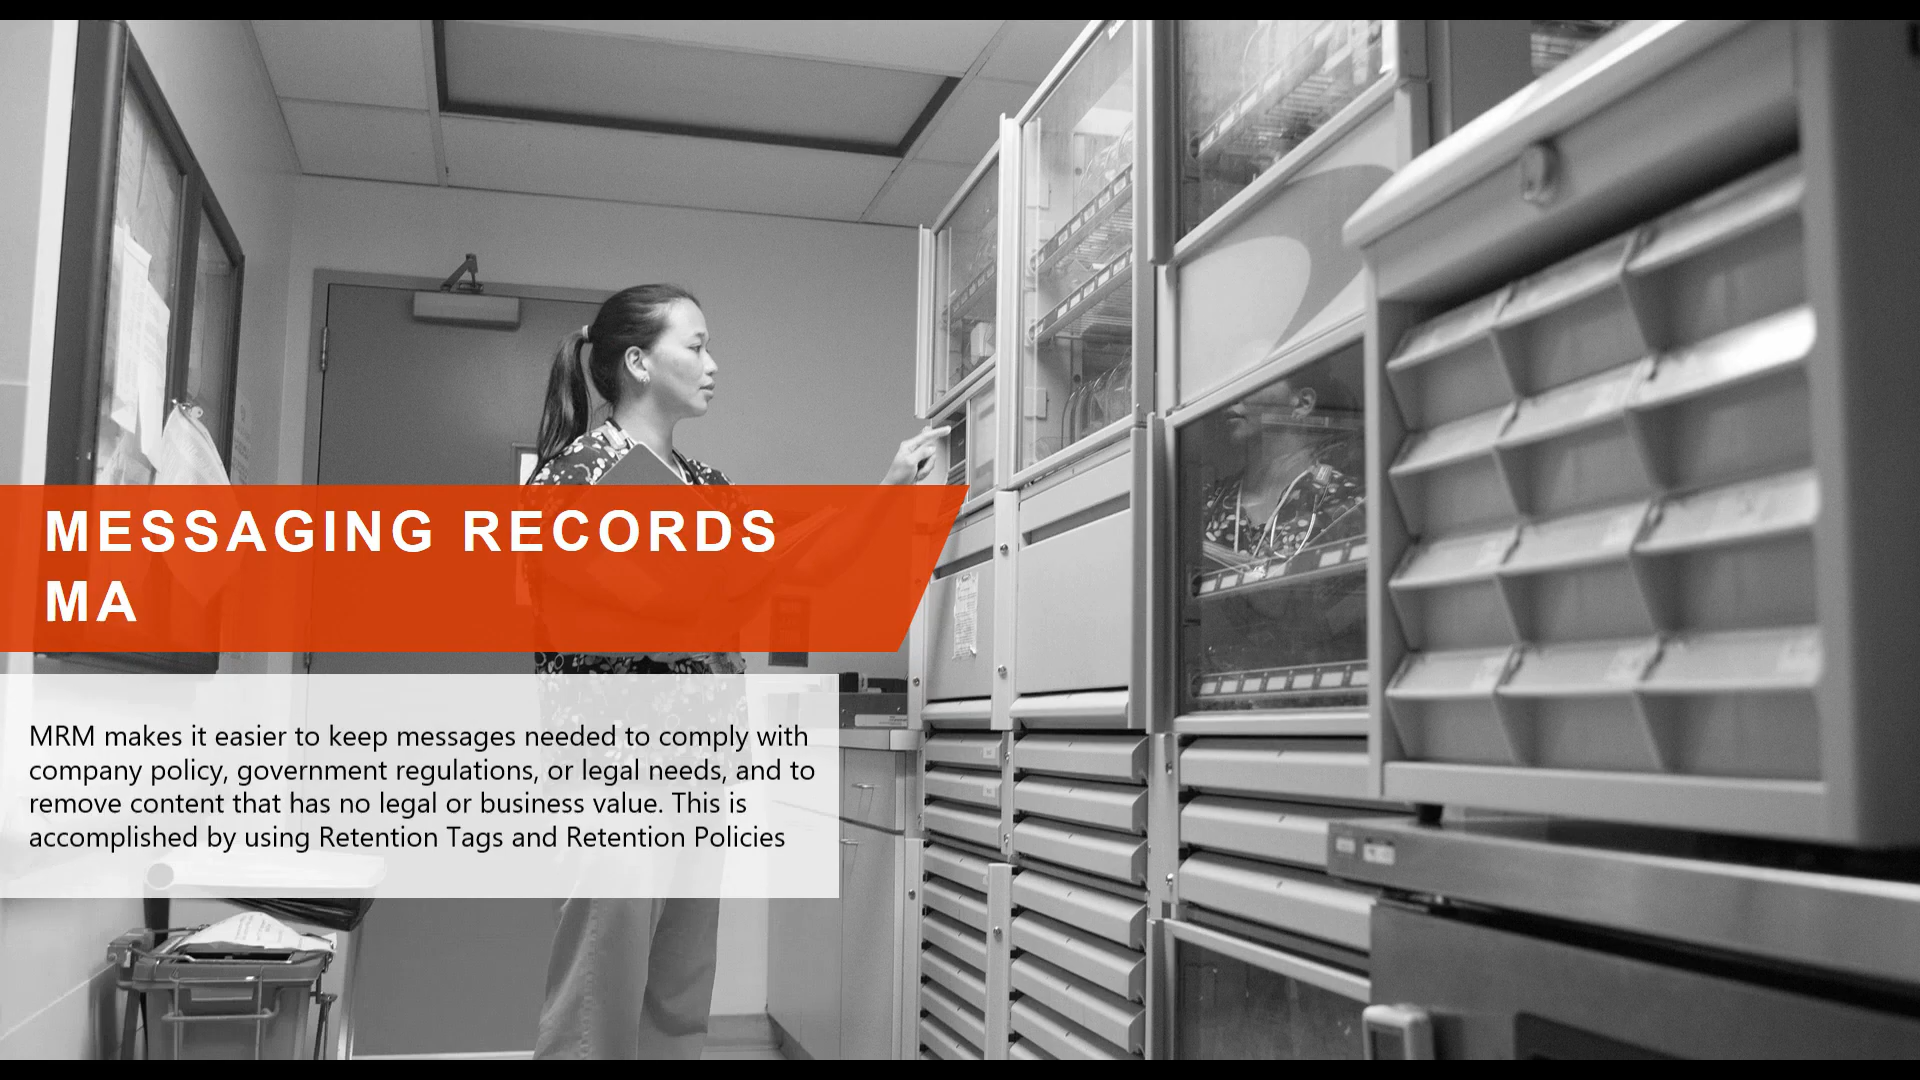 MESSAGING RECORDS
MA
MRM makes it easier to keep messages needed to comply with
company policy, government regulations, or legal needs, and to
remove content that has no legal or business value. This is
accomplished by using Retention Tags and Retention Policies